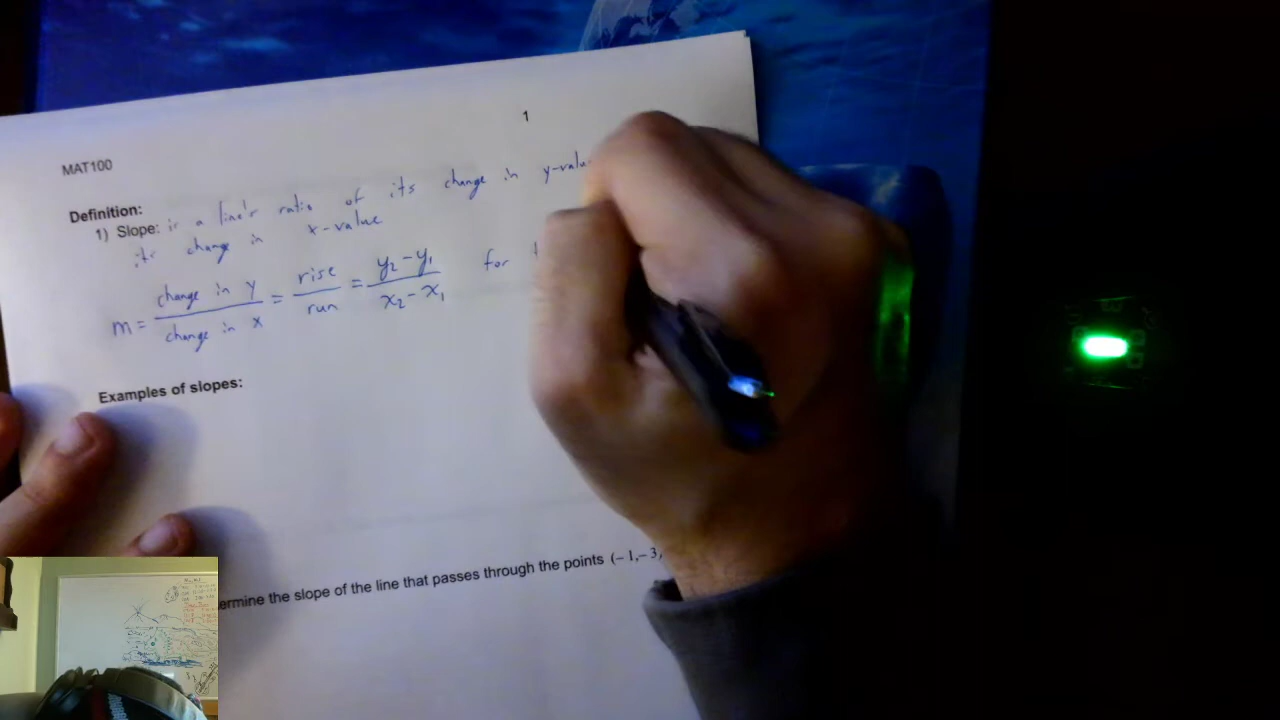 1
MAT100
Definition:
1) Slope: is a line's ratio of its change in y-value
its change in x-value
m = change in y / change in x = rise / run = y₂-y₁ / x₂-x₁ for
Examples of slopes:
ermine the slope of the line that passes through the points (-1,-3